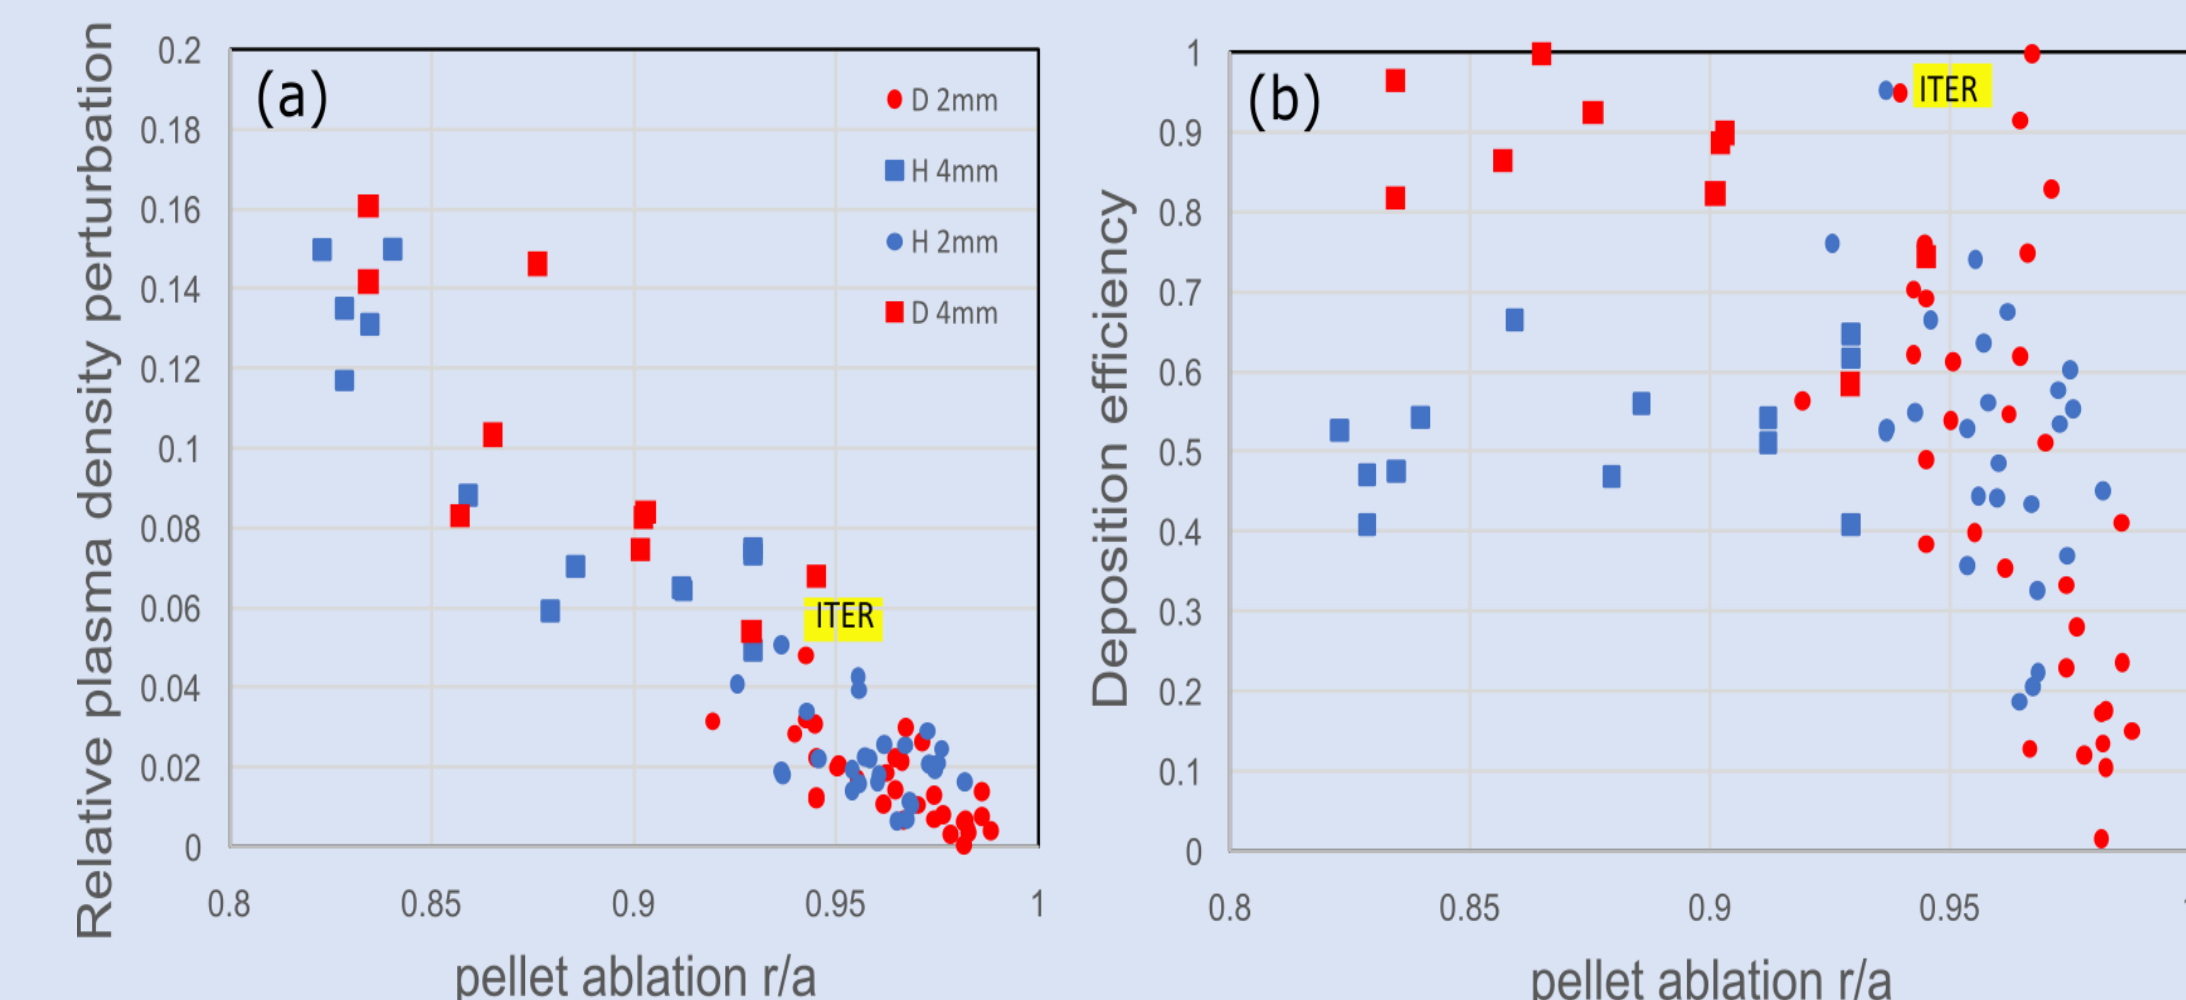 Relative plasma density perturbation
0.2
0.18
0.16
0.14
0.12
0.1
0.08
0.06
0.04
0.02
0
(a)
D 2mm
H 4mm
H 2mm
D 4mm
ITER
0.8 0.85 0.9 0.95 1
pellet ablation r/a
Deposition efficiency
1
0.9
0.8
0.7
0.6
0.5
0.4
0.3
0.2
0.1
0
(b)
ITER
0.8 0.85 0.9 0.95
pellet ablation r/a